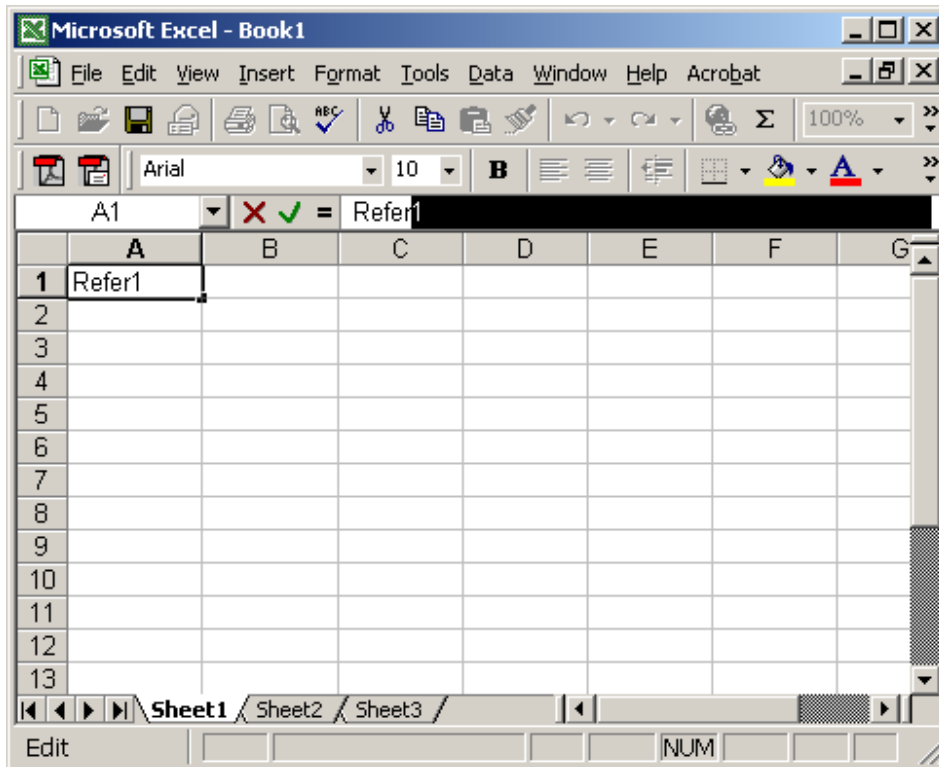 Microsoft Excel - Book1
File Edit View Insert Format Tools Data Window Help Acrobat
ABC Σ 100%
Arial 10 B A
A1 = Refer1
A B C D E F G
1 Refer1
2
3
4
5
6
7
8
9
10
11
12
13
Sheet1 Sheet2 Sheet3
Edit NUM